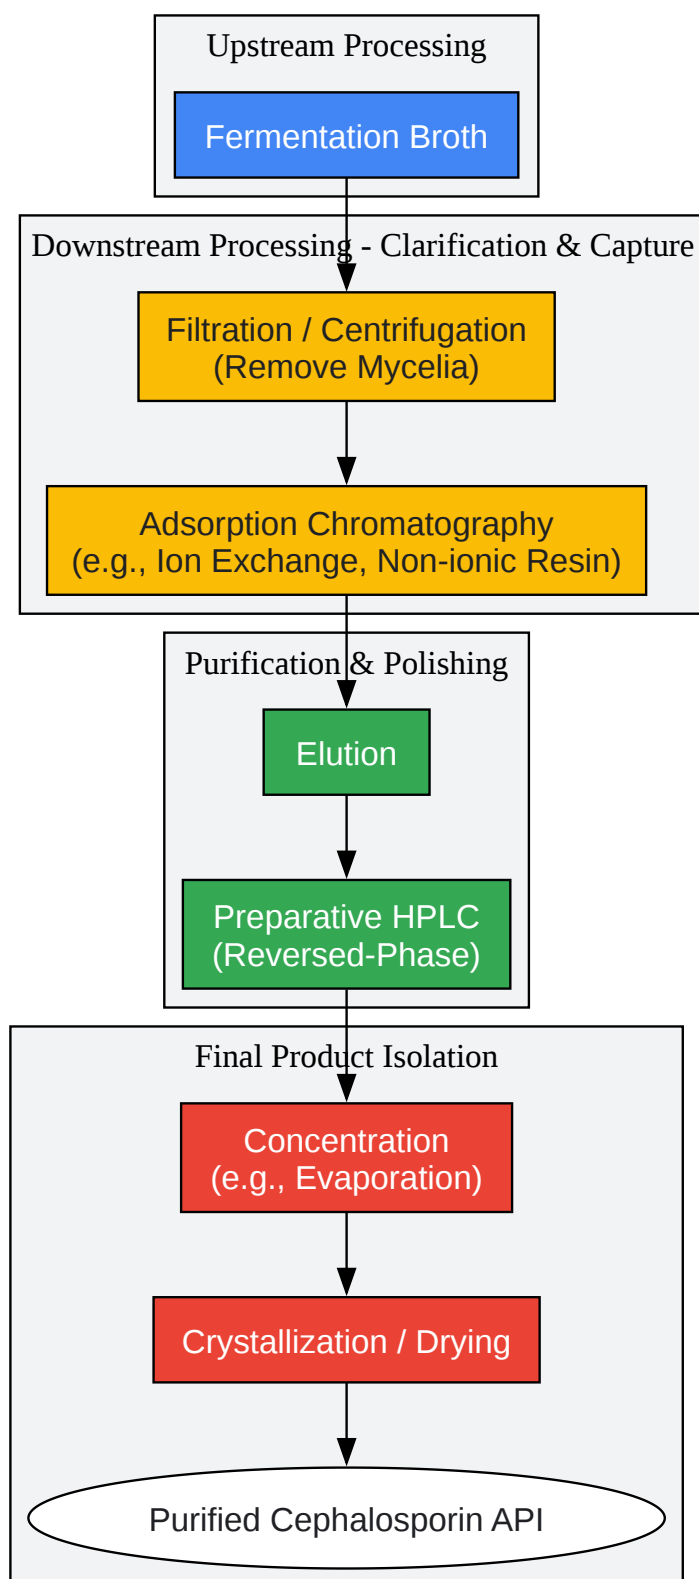 Upstream Processing
Fermentation Broth
Downstream Processing - Clarification & Capture
Filtration / Centrifugation
(Remove Mycelia)
Adsorption Chromatography
(e.g., Ion Exchange, Non-ionic Resin)
Purification & Polishing
Elution
Preparative HPLC
(Reversed-Phase)
Final Product Isolation
Concentration
(e.g., Evaporation)
Crystallization / Drying
Purified Cephalosporin API